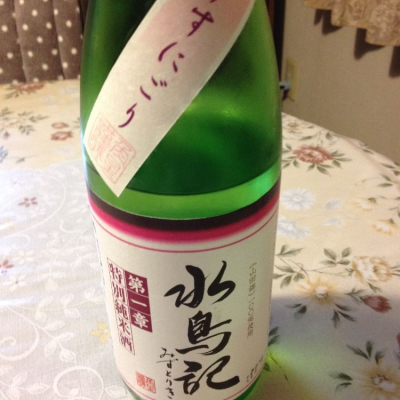 すにごり
水鳥記
みずとりき
第一章
特別純米酒